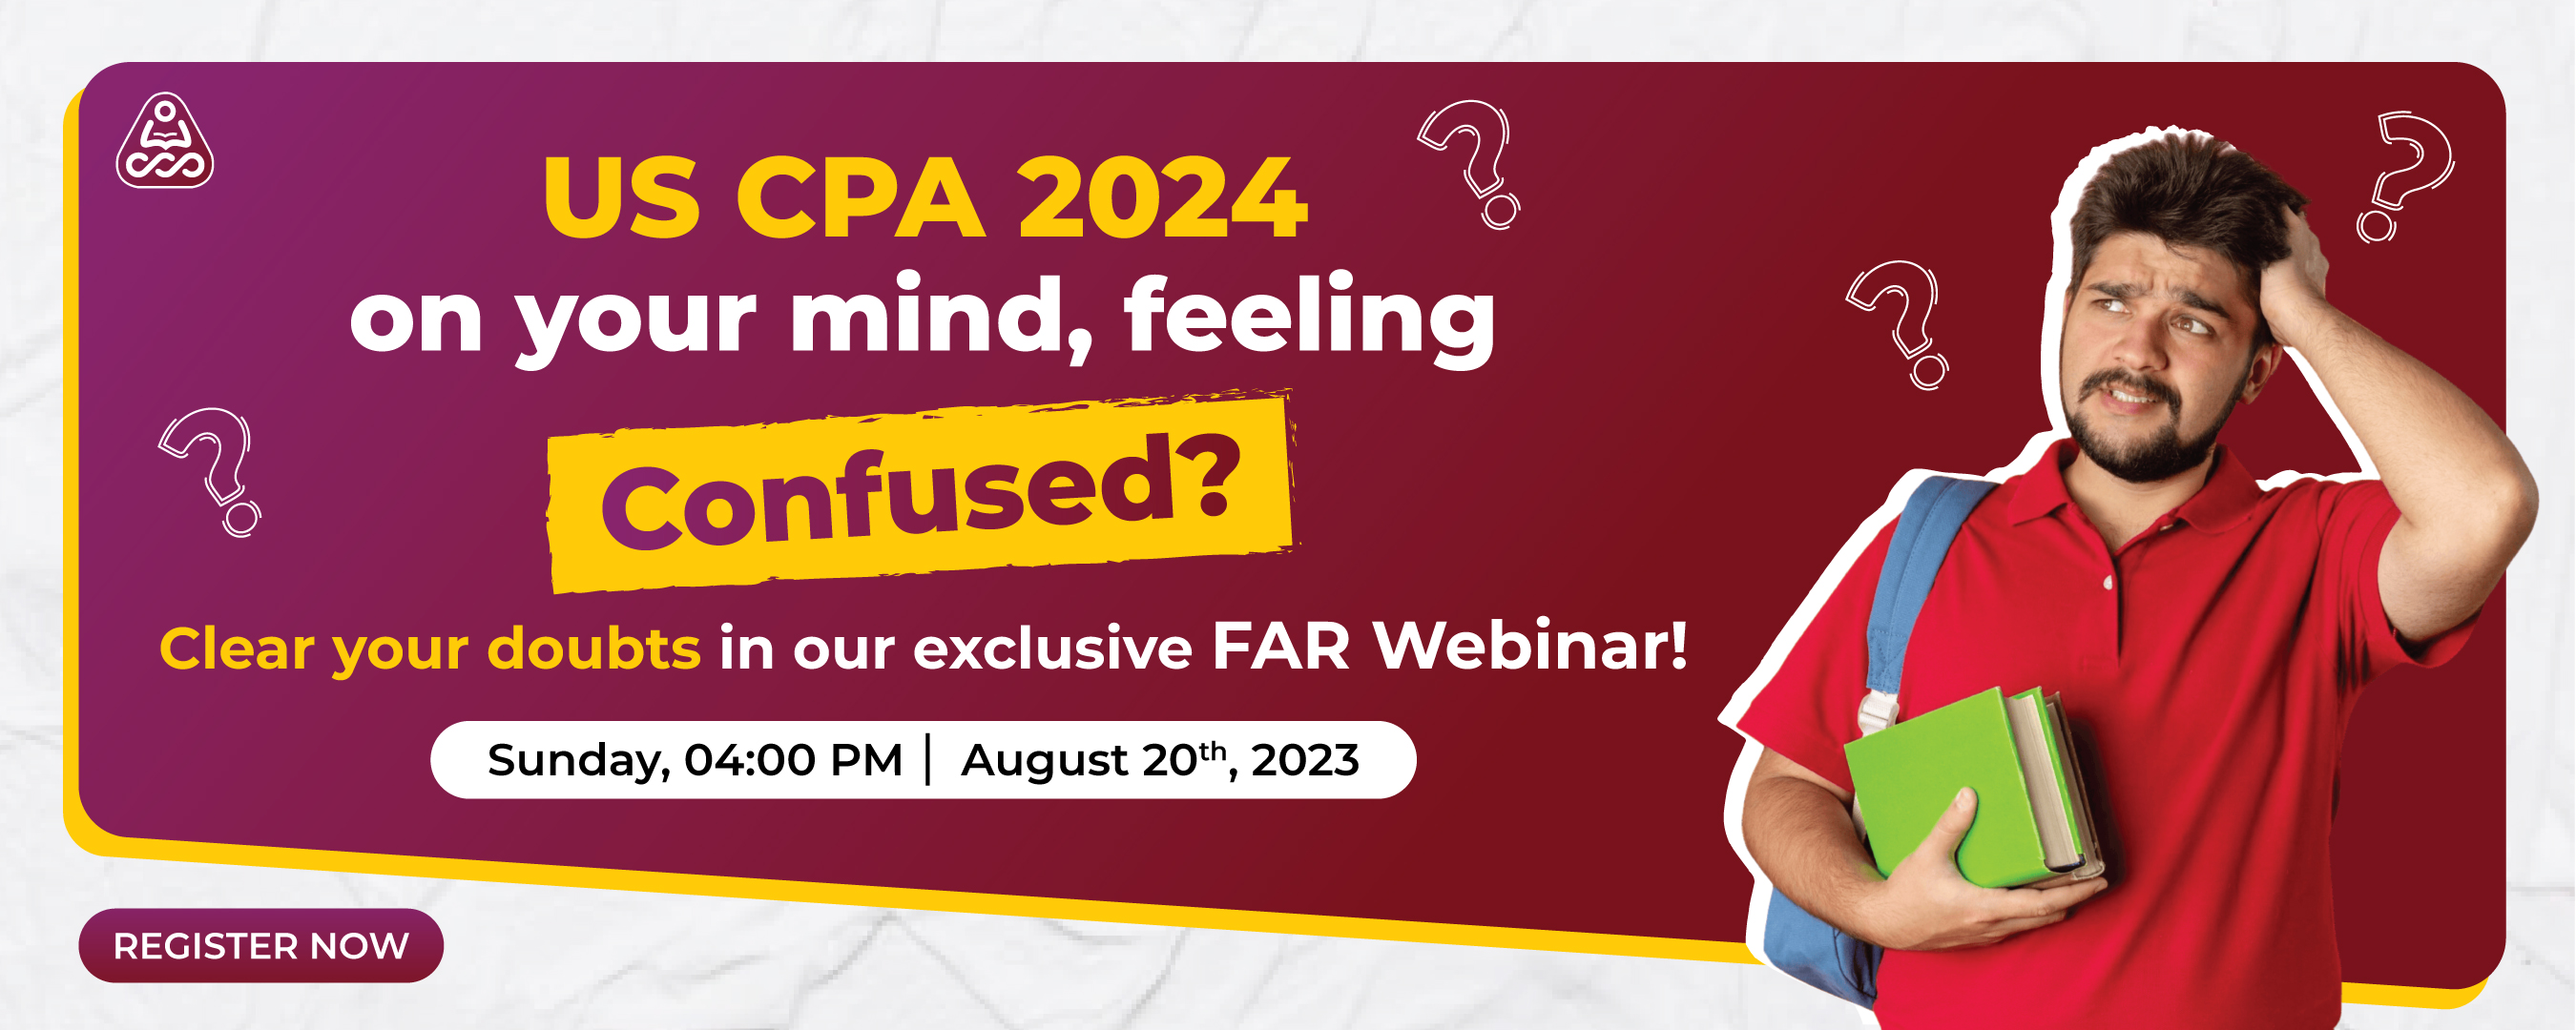 US CPA 2024
on your mind, feeling
Confused?
Clear your doubts in our exclusive FAR Webinar!
Sunday, 04:00 PM | August 20th, 2023
REGISTER NOW